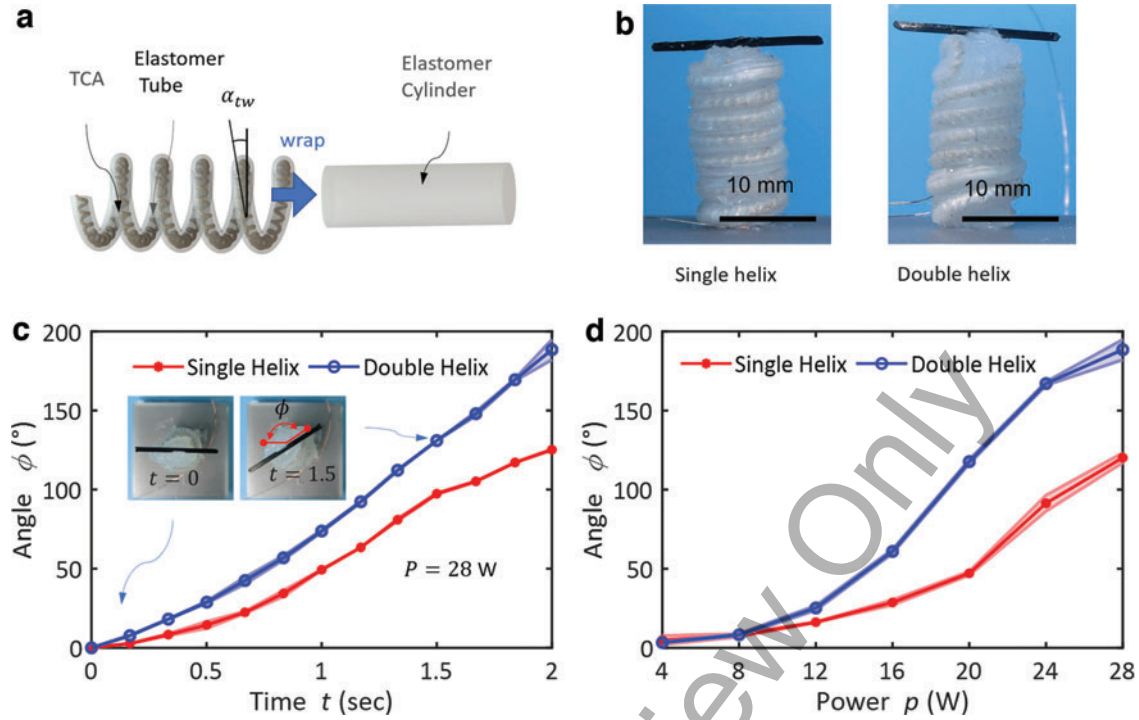 a
TCA
Elastomer
Tube
α_tw
wrap
Elastomer
Cylinder
b
10 mm
10 mm
Single helix
Double helix
c
200
150
100
50
0
Angle ϕ (°)
Single Helix
Double Helix
ϕ
t = 0
t = 1.5
P = 28 W
0
0.5
1
1.5
2
Time t (sec)
d
200
150
100
50
0
Angle ϕ (°)
Single Helix
Double Helix
4
8
12
16
20
24
28
Power p (W)
view Only